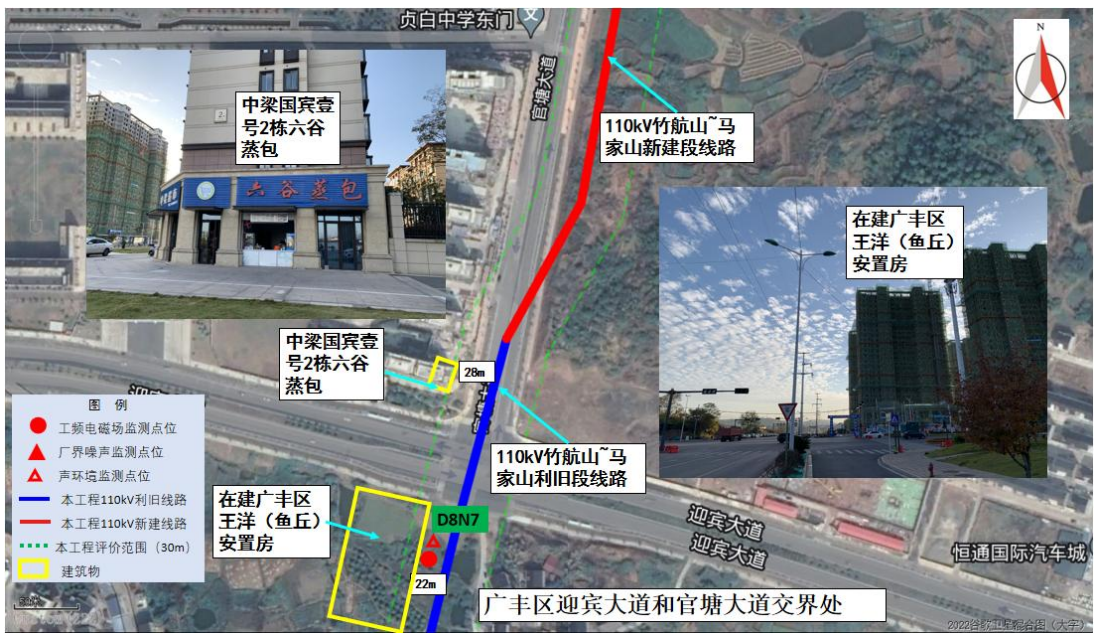 贞白中学东门
文
N
官塘大道
中梁国宾壹
号2栋六谷
蒸包
2
六谷蒸包
110kV竹航山~马
家山新建段线路
在建广丰区
王洋（鱼丘）
安置房
中梁国宾壹
号2栋六谷
蒸包
28m
图 例
工频电磁场监测点位
厂界噪声监测点位
声环境监测点位
本工程110kV利旧线路
本工程110kV新建线路
本工程评价范围（30m）
建筑物
110kV竹航山~马
家山利旧段线路
在建广丰区
王洋（鱼丘）
安置房
D8N7
22m
迎宾大道
迎宾大道
恒通国际汽车城
广丰区迎宾大道和官塘大道交界处